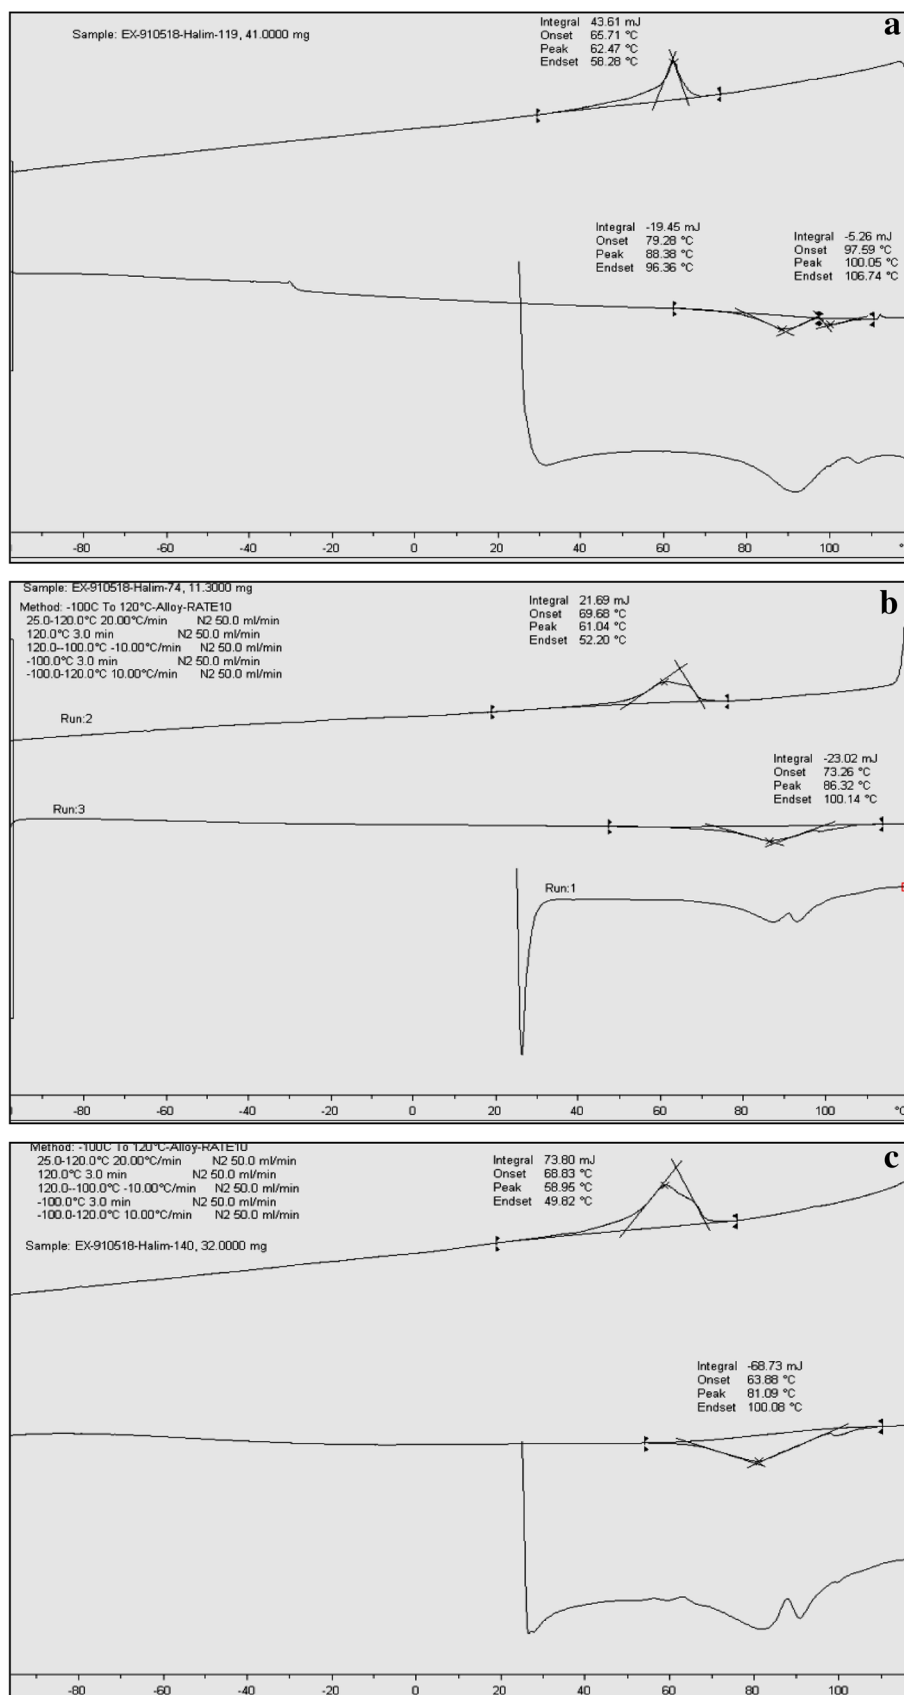 a
Sample: EX-910518-Halim-119, 41.0000 mg
Integral 43.61 mJ
Onset 65.71 °C
Peak 62.47 °C
Endset 58.28 °C
Integral -19.45 mJ
Onset 79.28 °C
Peak 88.38 °C
Endset 96.36 °C
Integral -5.26 mJ
Onset 97.59 °C
Peak 100.05 °C
Endset 106.74 °C
-80 -60 -40 -20 0 20 40 60 80 100
b
Sample: EX-910518-Halim-74, 11.3000 mg
Method: -100C To 120°C-Alloy-RATE10
25.0-120.0°C 20.00°C/min N2 50.0 ml/min
120.0°C 3.0 min N2 50.0 ml/min
120.0--100.0°C -10.00°C/min N2 50.0 ml/min
-100.0°C 3.0 min N2 50.0 ml/min
-100.0-120.0°C 10.00°C/min N2 50.0 ml/min
Integral 21.69 mJ
Onset 69.68 °C
Peak 61.04 °C
Endset 52.20 °C
Run:2
Integral -23.02 mJ
Onset 73.26 °C
Peak 86.32 °C
Endset 100.14 °C
Run:3
Run:1
-80 -60 -40 -20 0 20 40 60 80 100 °C
c
Method: -100C To 120°C-Alloy-RATE10
25.0-120.0°C 20.00°C/min N2 50.0 ml/min
120.0°C 3.0 min N2 50.0 ml/min
120.0--100.0°C -10.00°C/min N2 50.0 ml/min
-100.0°C 3.0 min N2 50.0 ml/min
-100.0-120.0°C 10.00°C/min N2 50.0 ml/min
Integral 73.80 mJ
Onset 68.83 °C
Peak 58.95 °C
Endset 49.82 °C
Sample: EX-910518-Halim-140, 32.0000 mg
Integral -68.73 mJ
Onset 63.88 °C
Peak 81.09 °C
Endset 100.08 °C
-80 -60 -40 -20 0 20 40 60 80 100